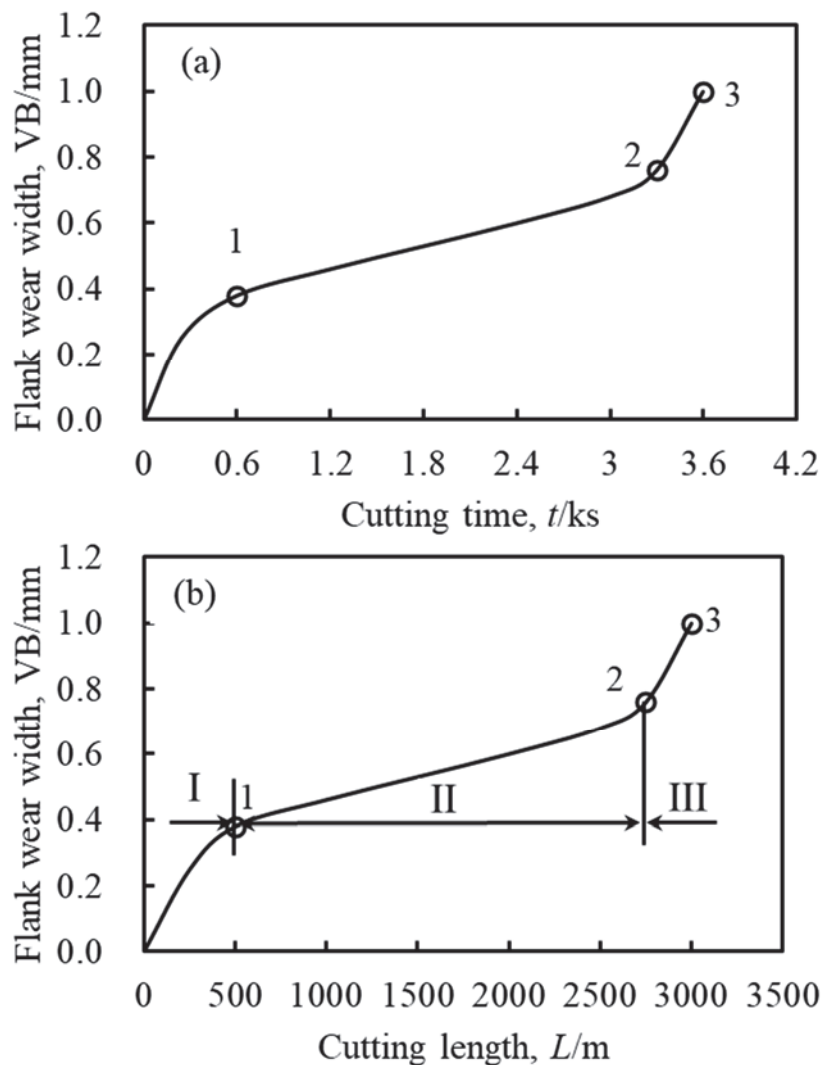 1.2
(a)
1.0
3
0.8
2
0.6
1
0.4
0.2
0.0
Flank wear width, VB/mm
0 0.6 1.2 1.8 2.4 3 3.6 4.2
Cutting time, t/ks
1.2
(b)
1.0
3
0.8
2
0.6
I 1 II III
0.4
0.2
0.0
Flank wear width, VB/mm
0 500 1000 1500 2000 2500 3000 3500
Cutting length, L/m